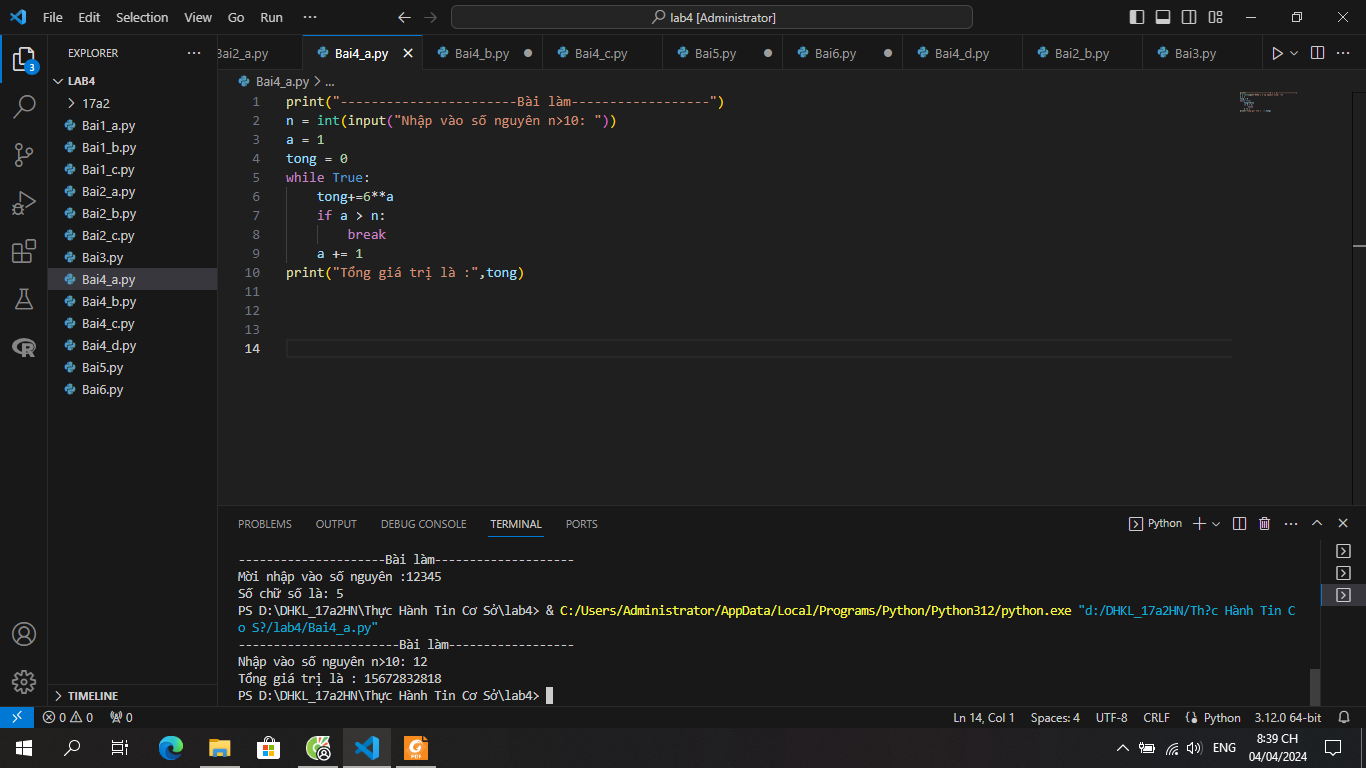 File Edit Selection View Go Run ··· lab4 [Administrator]
EXPLORER ···
Bai2_a.py Bai4_a.py Bai4_b.py Bai4_c.py Bai5.py Bai6.py Bai4_d.py Bai2_b.py Bai3.py
LAB4
17a2
Bai1_a.py
Bai1_b.py
Bai1_c.py
Bai2_a.py
Bai2_b.py
Bai2_c.py
Bai3.py
Bai4_a.py
Bai4_b.py
Bai4_c.py
Bai4_d.py
Bai5.py
Bai6.py
TIMELINE
3
Bai4_a.py > ...
1 print("-----------------------Bài làm------------------")
2 n = int(input("Nhập vào số nguyên n>10: "))
3 a = 1
4 tong = 0
5 while True:
6     tong+=6**a
7     if a > n:
8         break
9     a += 1
10 print("Tổng giá trị là :",tong)
11
12
13
14
PROBLEMS OUTPUT DEBUG CONSOLE TERMINAL PORTS Python
---------------------Bài làm--------------------
Mời nhập vào số nguyên :12345
Số chữ số là: 5
PS D:\DHKL_17a2HN\Thực Hành Tin Cơ Sở\lab4> & C:/Users/Administrator/AppData/Local/Programs/Python/Python312/python.exe "d:/DHKL_17a2HN/Th?c Hành Tin C
o S?/lab4/Bai4_a.py"
-----------------------Bài làm------------------
Nhập vào số nguyên n>10: 12
Tổng giá trị là : 15672832818
PS D:\DHKL_17a2HN\Thực Hành Tin Cơ Sở\lab4>
0 0 0 Ln 14, Col 1 Spaces: 4 UTF-8 CRLF Python 3.12.0 64-bit
ENG 8:39 CH
04/04/2024